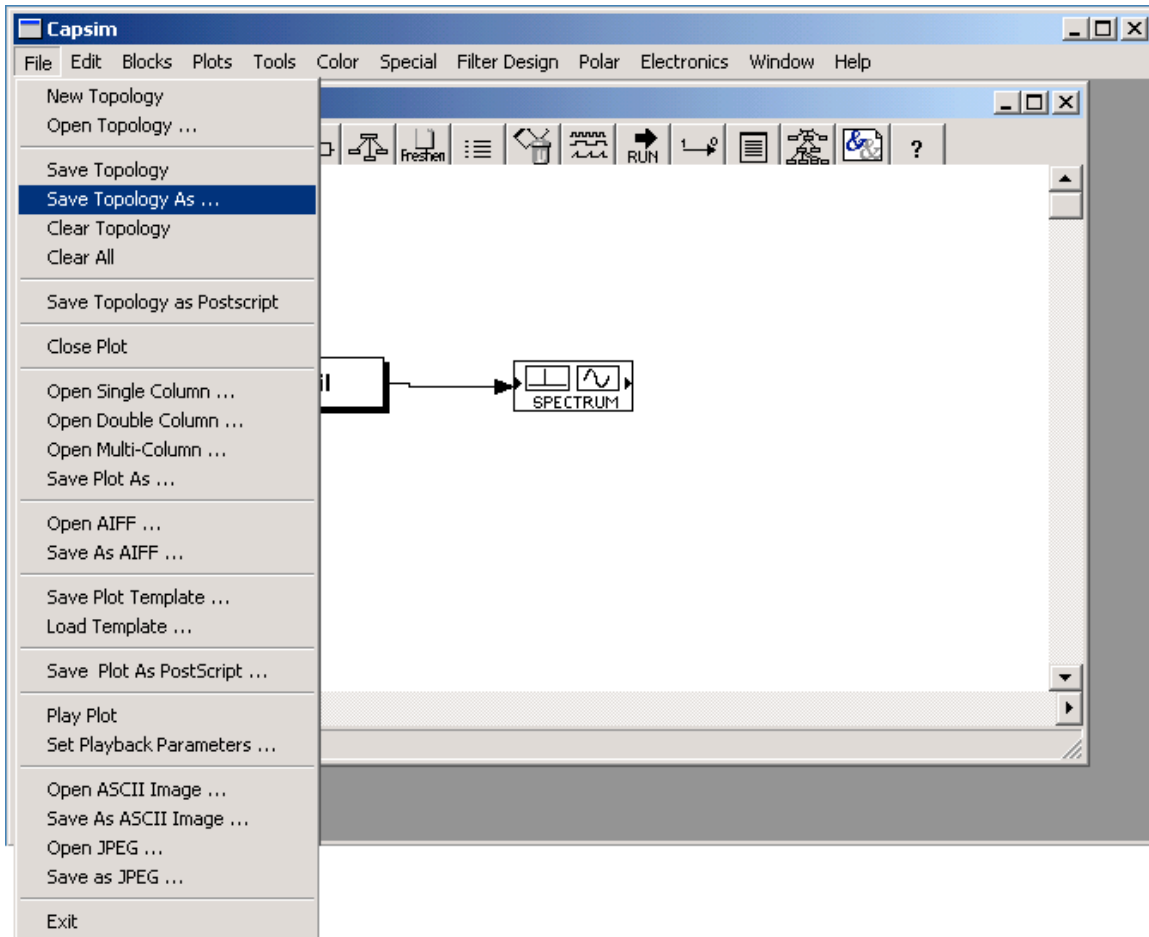 Capsim
File Edit Blocks Plots Tools Color Special Filter Design Polar Electronics Window Help
New Topology
Open Topology ...
Save Topology
Save Topology As ...
Clear Topology
Clear All
Save Topology as Postscript
Close Plot
Open Single Column ...
Open Double Column ...
Open Multi-Column ...
Save Plot As ...
Open AIFF ...
Save As AIFF ...
Save Plot Template ...
Load Template ...
Save  Plot As PostScript ...
Play Plot
Set Playback Parameters ...
Open ASCII Image ...
Save As ASCII Image ...
Open JPEG ...
Save as JPEG ...
Exit
Freshen
RUN
1 0
&&
?
il
SPECTRUM